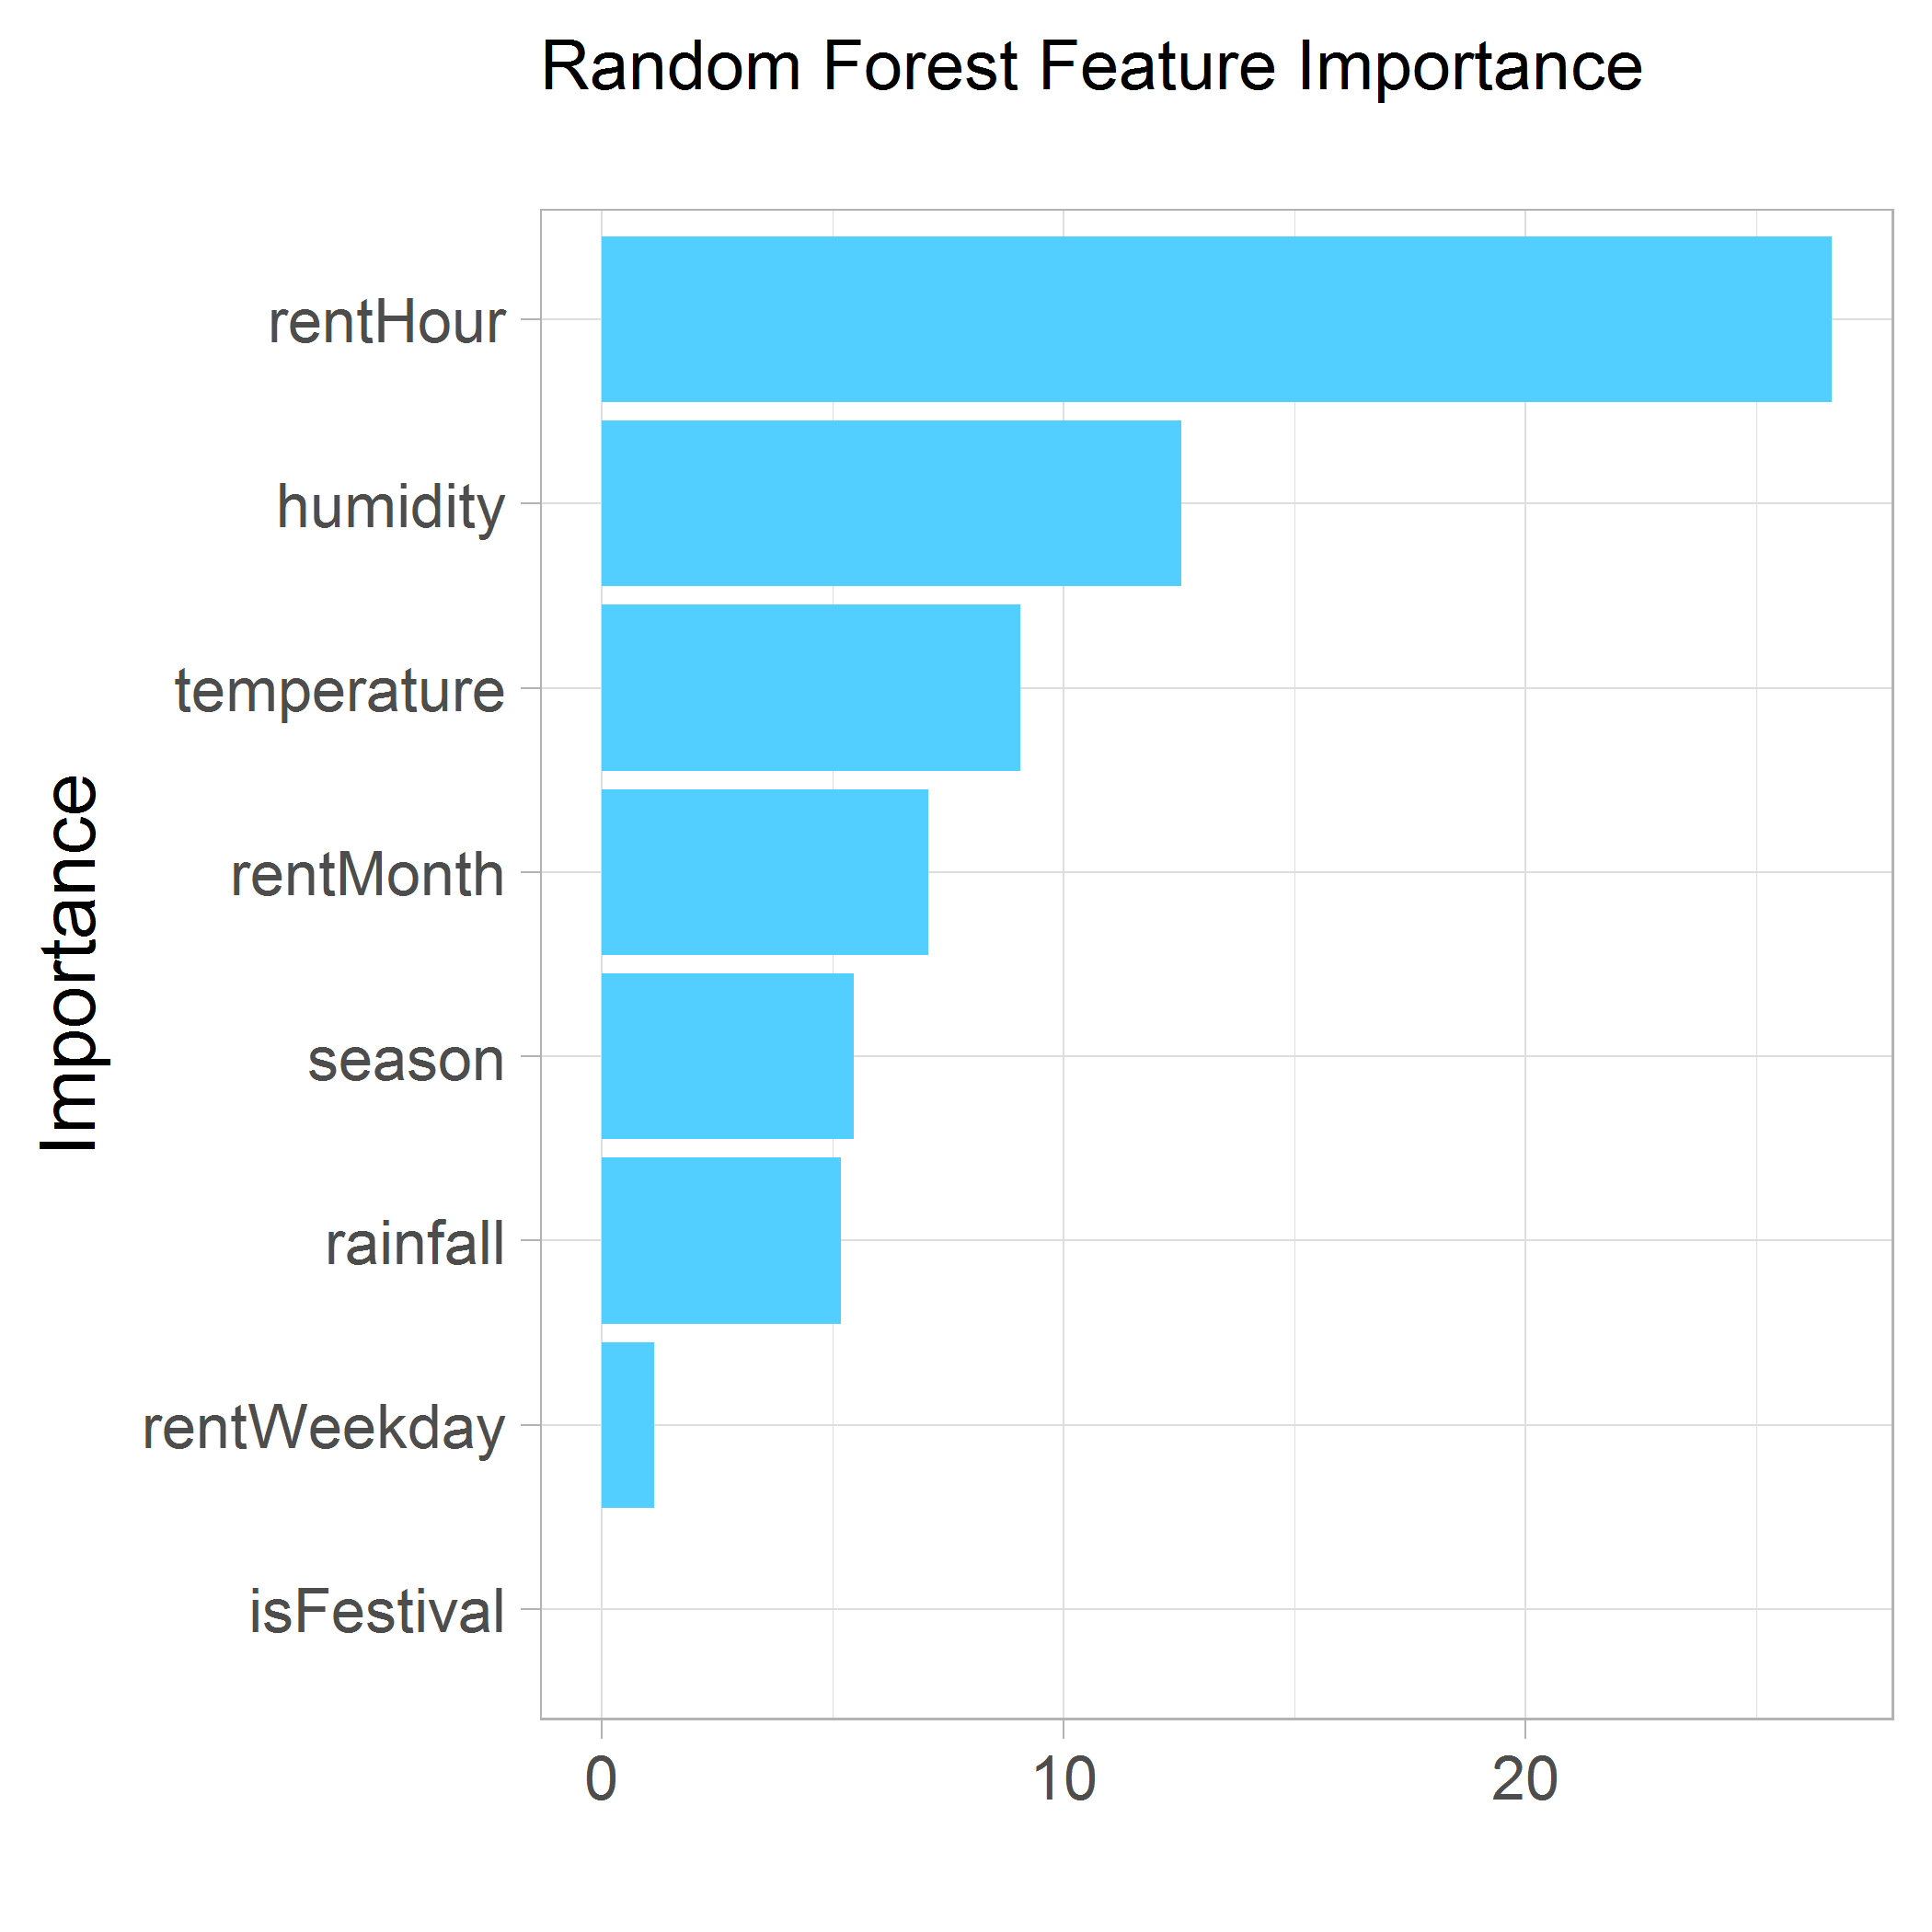 Random Forest Feature Importance
Importance
rentHour
humidity
temperature
rentMonth
season
rainfall
rentWeekday
isFestival
0 10 20